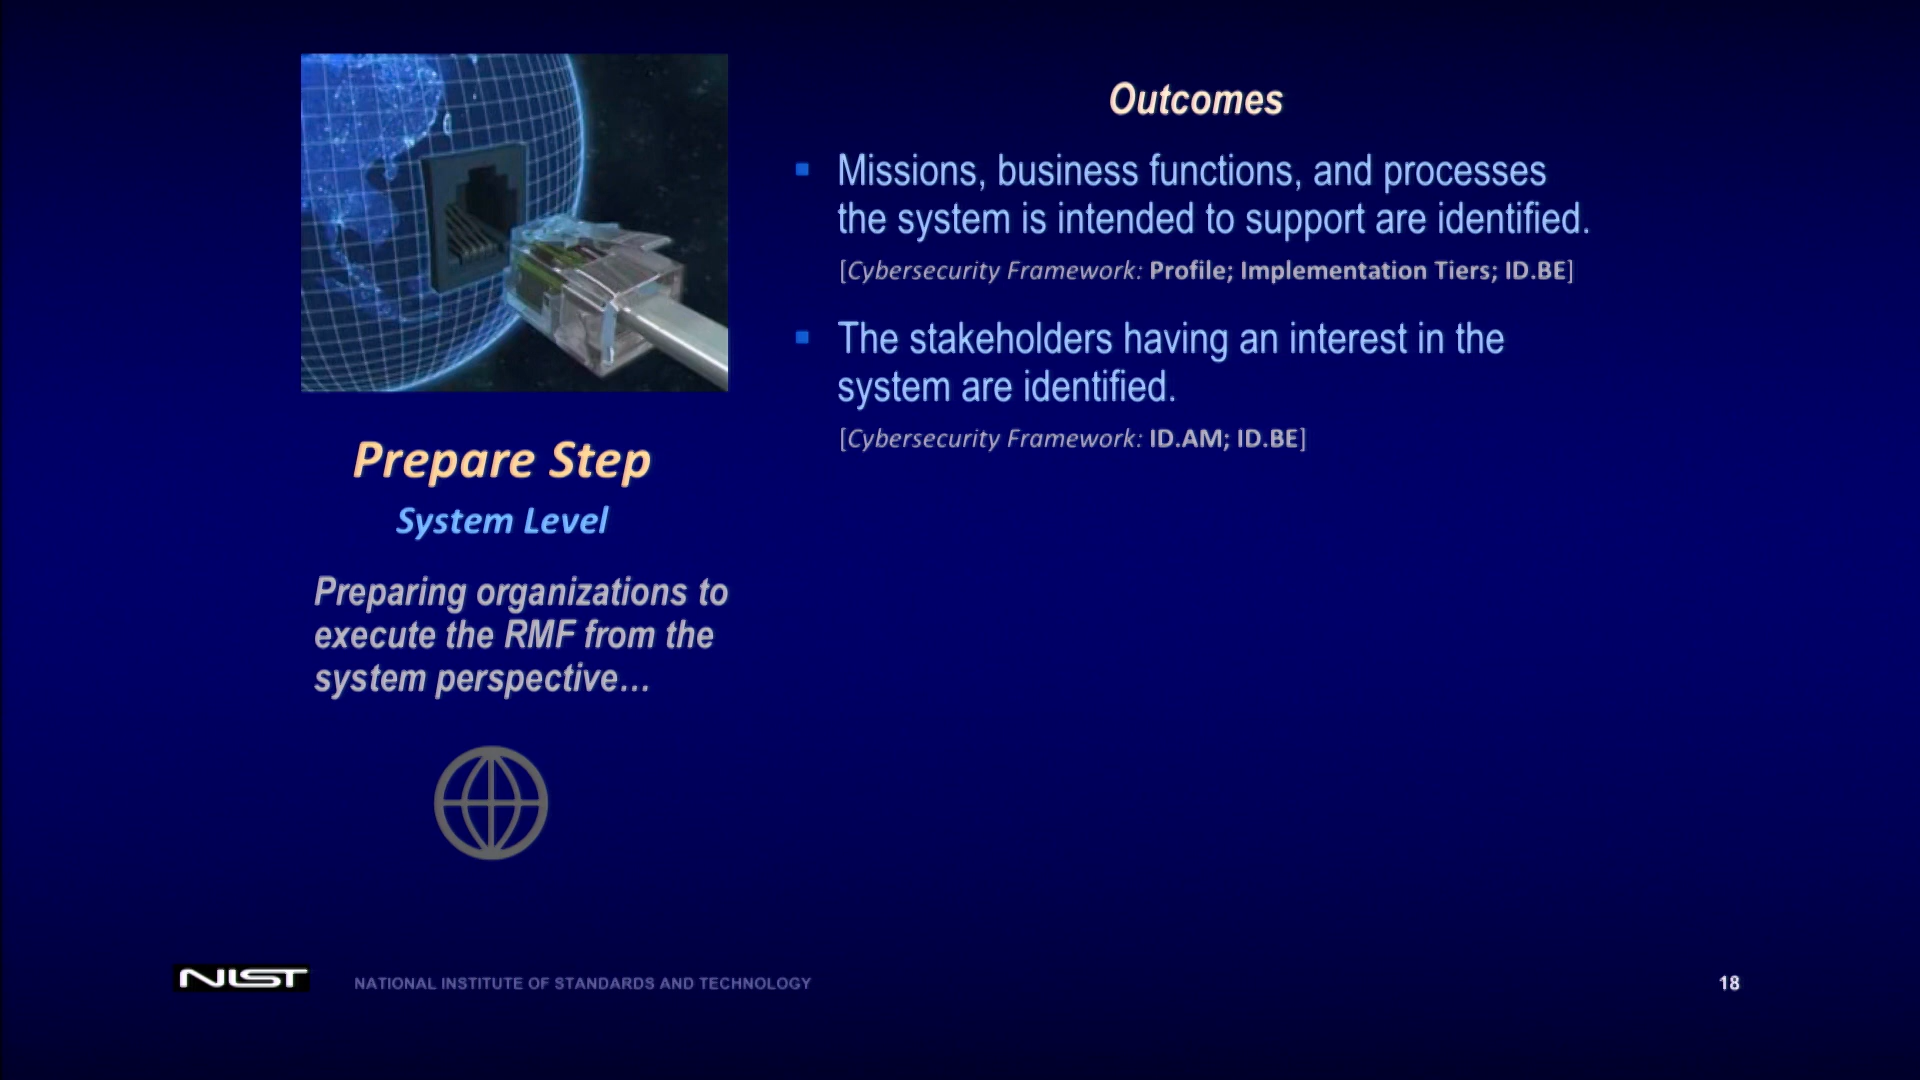 Outcomes
Missions, business functions, and processes
the system is intended to support are identified.
[Cybersecurity Framework: Profile; Implementation Tiers; ID.BE]
The stakeholders having an interest in the
system are identified.
[Cybersecurity Framework: ID.AM; ID.BE]
Prepare Step
System Level
Preparing organizations to
execute the RMF from the
system perspective…
NIST
NATIONAL INSTITUTE OF STANDARDS AND TECHNOLOGY
18